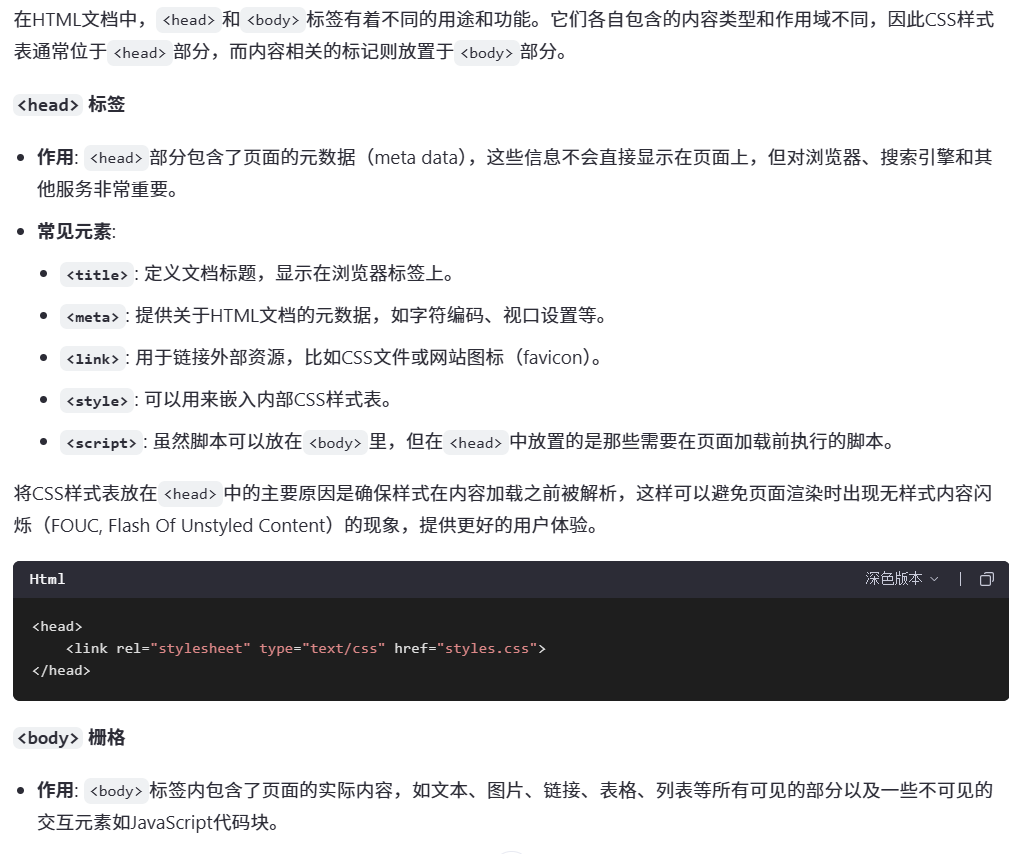 在HTML文档中，<head>和<body>标签有着不同的用途和功能。它们各自包含的内容类型和作用域不同，因此CSS样式
表通常位于<head>部分，而内容相关的标记则放置于<body>部分。
<head> 标签
• 作用: <head>部分包含了页面的元数据（meta data），这些信息不会直接显示在页面上，但对浏览器、搜索引擎和其
他服务非常重要。
• 常见元素:
• <title>: 定义文档标题，显示在浏览器标签上。
• <meta>: 提供关于HTML文档的元数据，如字符编码、视口设置等。
• <link>: 用于链接外部资源，比如CSS文件或网站图标（favicon）。
• <style>: 可以用来嵌入内部CSS样式表。
• <script>: 虽然脚本可以放在<body>里，但在<head>中放置的是那些需要在页面加载前执行的脚本。
将CSS样式表放在<head>中的主要原因是确保样式在内容加载之前被解析，这样可以避免页面渲染时出现无样式内容闪
烁（FOUC, Flash Of Unstyled Content）的现象，提供更好的用户体验。
Html 深色版本
<head>
    <link rel="stylesheet" type="text/css" href="styles.css">
</head>
<body> 栅格
• 作用: <body>标签内包含了页面的实际内容，如文本、图片、链接、表格、列表等所有可见的部分以及一些不可见的
交互元素如JavaScript代码块。